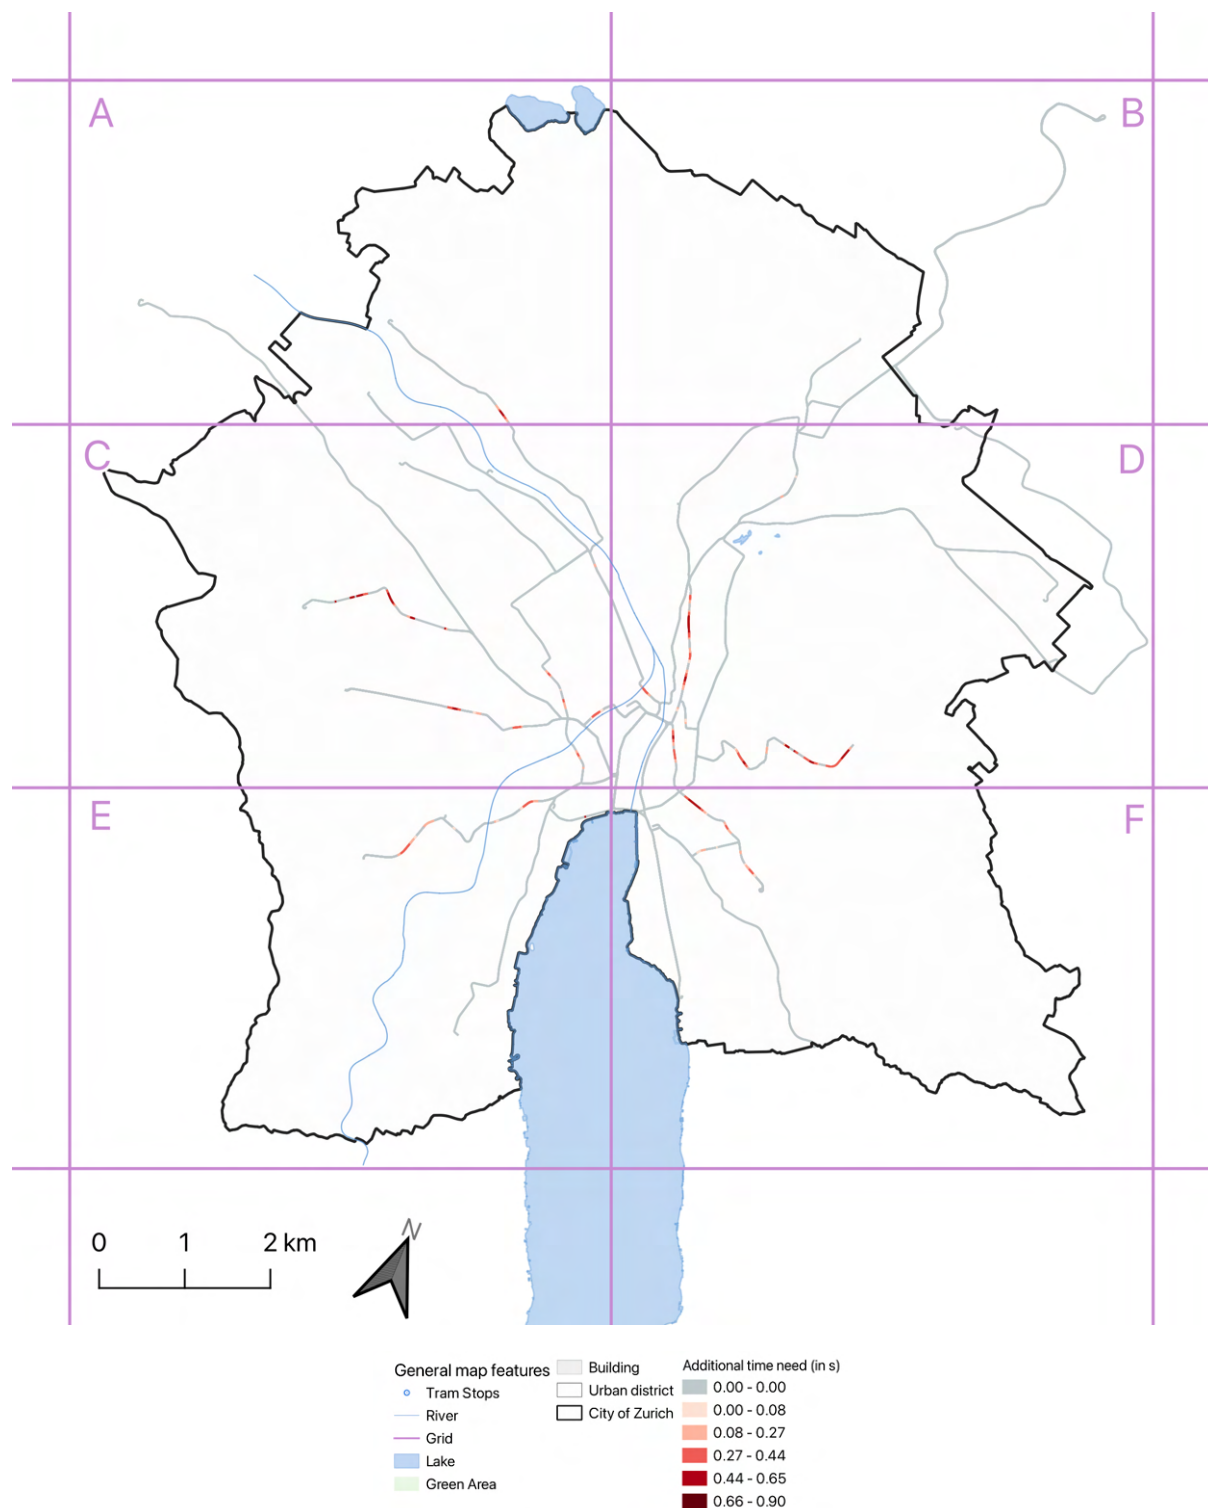 A
B
C
D
E
F
N
0 1 2 km
General map features
Tram Stops
River
Grid
Lake
Green Area
Building
Urban district
City of Zurich
Additional time need (in s)
0.00 - 0.00
0.00 - 0.08
0.08 - 0.27
0.27 - 0.44
0.44 - 0.65
0.66 - 0.90